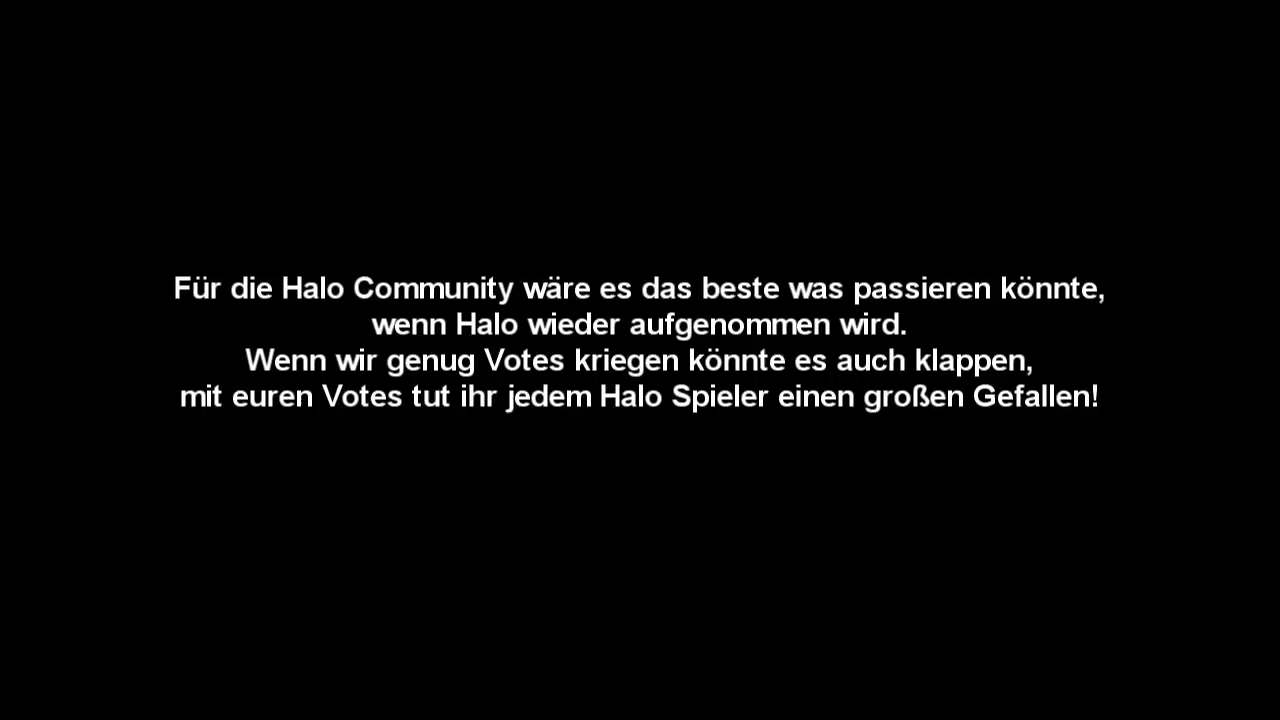 Für die Halo Community wäre es das beste was passieren könnte,
wenn Halo wieder aufgenommen wird.
Wenn wir genug Votes kriegen könnte es auch klappen,
mit euren Votes tut ihr jedem Halo Spieler einen großen Gefallen!